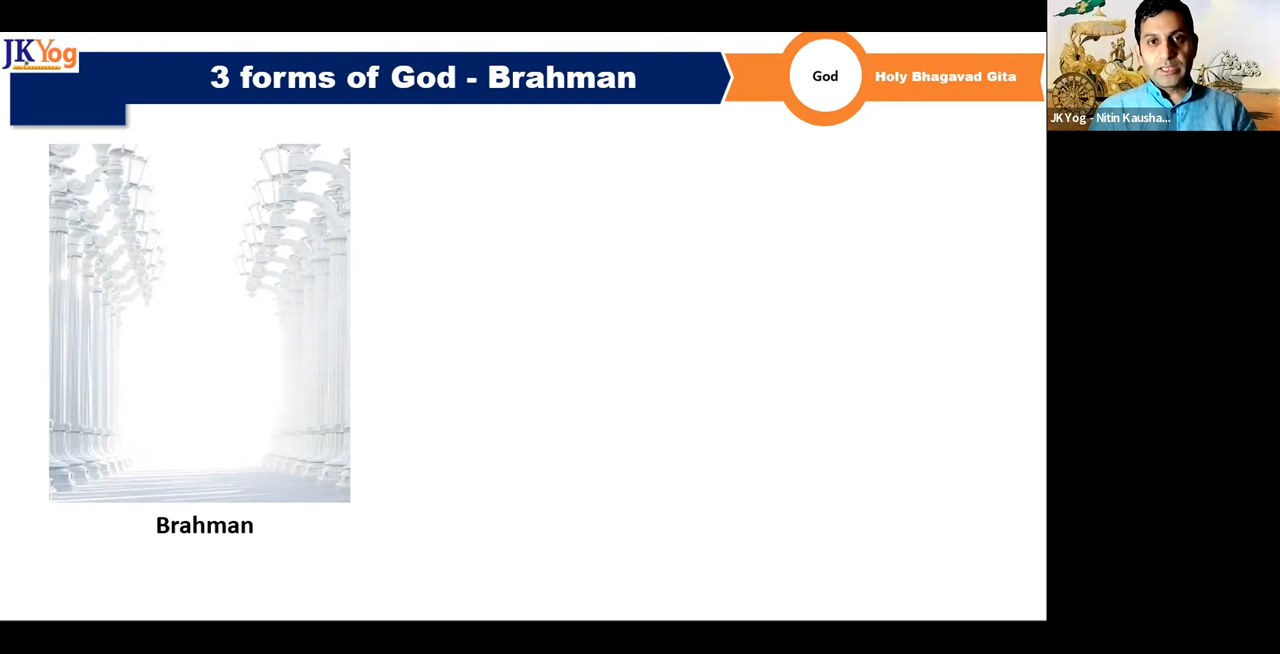 JKYog
3 forms of God - Brahman
God
Holy Bhagavad Gita
JKYog - Nitin Kausha...
Brahman